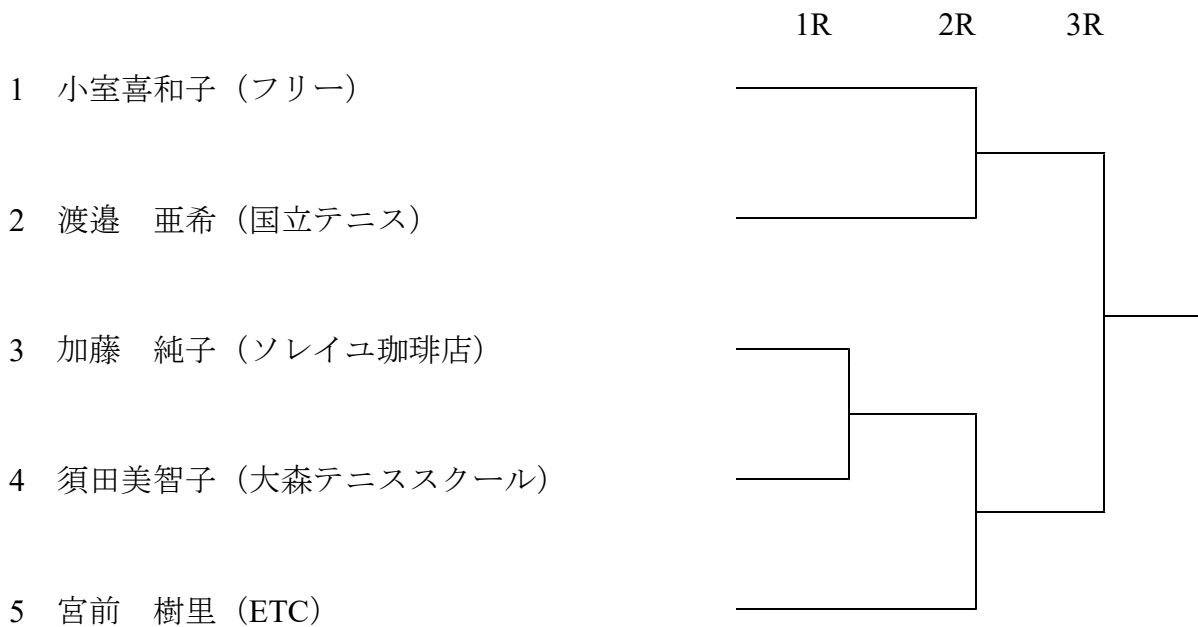 1R 2R 3R
1 小室喜和子（フリー）
2 渡邉 亜希（国立テニス）
3 加藤 純子（ソレイユ珈琲店）
4 須田美智子（大森テニススクール）
5 宮前 樹里（ETC）